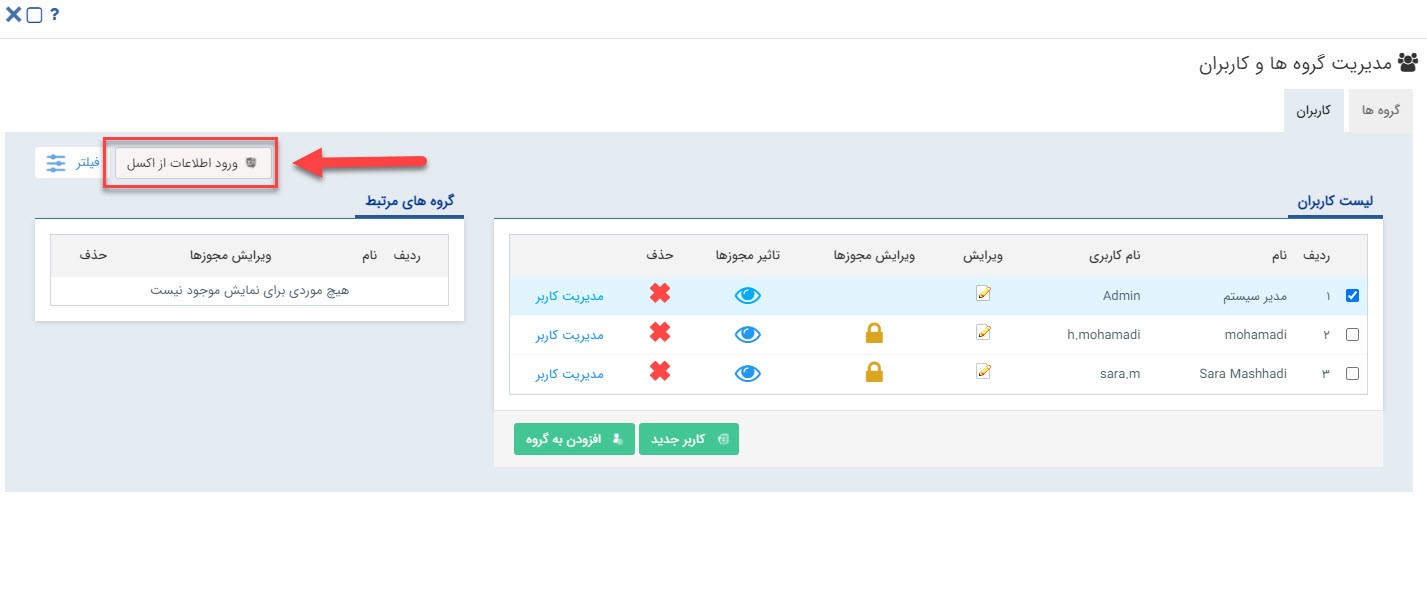 ?
مدیریت گروه ها و کاربران
گروه ها کاربران
ورود اطلاعات از اکسل فیلتر
لیست کاربران
ردیف نام نام کاربری ویرایش ویرایش مجوزها تاثیر مجوزها حذف
۱ مدیر سیستم Admin مدیریت کاربر
۲ mohamadi h.mohamadi مدیریت کاربر
۳ Sara Mashhadi sara.m مدیریت کاربر
کاربر جدید افزودن به گروه
گروه های مرتبط
ردیف نام ویرایش مجوزها حذف
هیچ موردی برای نمایش موجود نیست